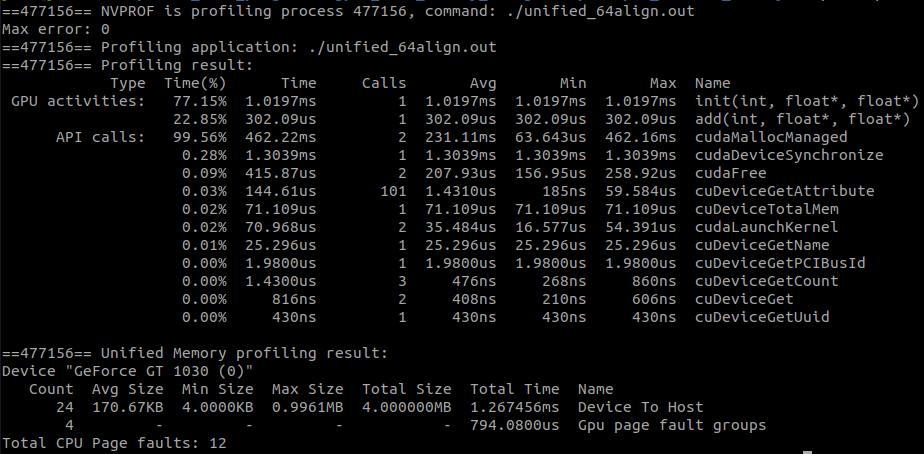 ==477156== NVPROF is profiling process 477156, command: ./unified_64align.out
Max error: 0
==477156== Profiling application: ./unified_64align.out
==477156== Profiling result:
            Type  Time(%)      Time     Calls       Avg       Min       Max  Name
 GPU activities:   77.15%  1.0197ms         1  1.0197ms  1.0197ms  1.0197ms  init(int, float*, float*)
                   22.85%  302.09us         1  302.09us  302.09us  302.09us  add(int, float*, float*)
      API calls:   99.56%  462.22ms         2  231.11ms  63.643us  462.16ms  cudaMallocManaged
                    0.28%  1.3039ms         1  1.3039ms  1.3039ms  1.3039ms  cudaDeviceSynchronize
                    0.09%  415.87us         2  207.93us  156.95us  258.92us  cudaFree
                    0.03%  144.61us       101  1.4310us     185ns  59.584us  cuDeviceGetAttribute
                    0.02%  71.109us         1  71.109us  71.109us  71.109us  cuDeviceTotalMem
                    0.02%  70.968us         2  35.484us  16.577us  54.391us  cudaLaunchKernel
                    0.01%  25.296us         1  25.296us  25.296us  25.296us  cuDeviceGetName
                    0.00%  1.9800us         1  1.9800us  1.9800us  1.9800us  cuDeviceGetPCIBusId
                    0.00%  1.4300us         3     476ns     268ns     860ns  cuDeviceGetCount
                    0.00%     816ns         2     408ns     210ns     606ns  cuDeviceGet
                    0.00%     430ns         1     430ns     430ns     430ns  cuDeviceGetUuid
==477156== Unified Memory profiling result:
Device "GeForce GT 1030 (0)"
   Count  Avg Size  Min Size  Max Size  Total Size  Total Time  Name
      24  170.67KB  4.0000KB  0.9961MB  4.000000MB  1.267456ms  Device To Host
       4         -         -         -           -  794.0800us  Gpu page fault groups
Total CPU Page faults: 12